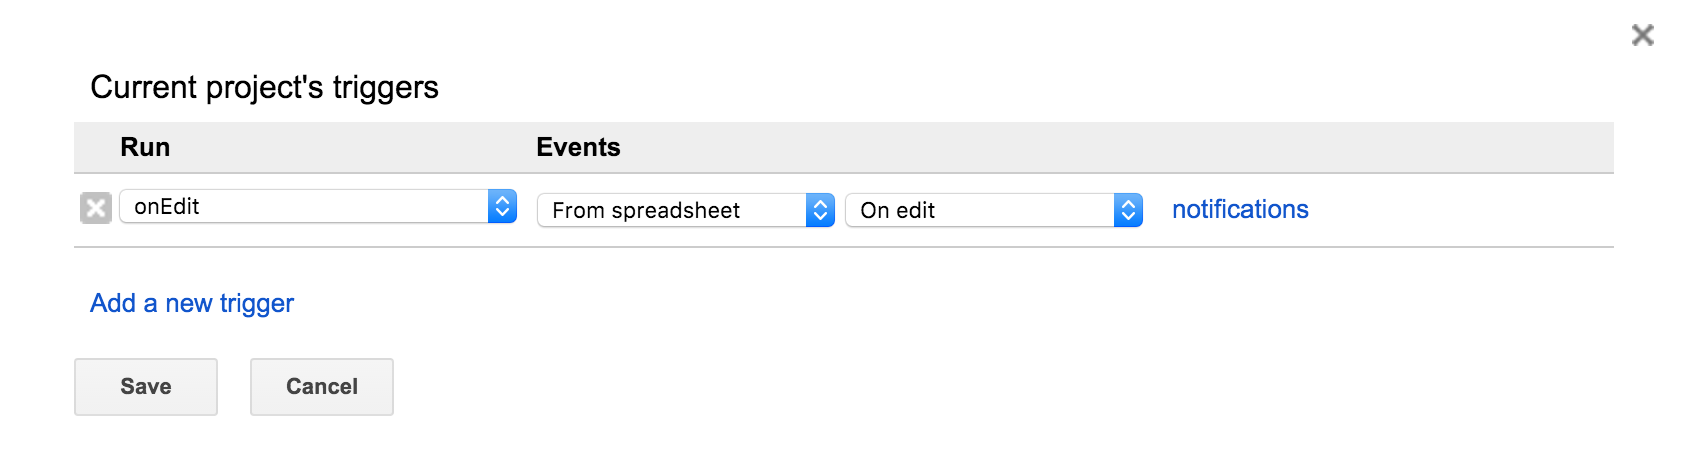 Current project's triggers
Run Events
onEdit From spreadsheet On edit notifications
Add a new trigger
Save Cancel